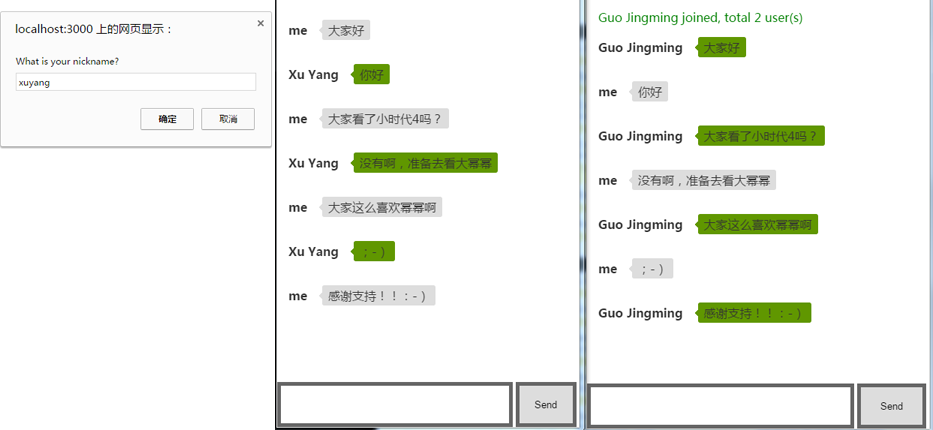 localhost:3000 上的网页显示：
×
What is your nickname?
xuyang
确定
取消
me 大家好
Xu Yang 你好
me 大家看了小时代4吗？
Xu Yang 没有啊，准备去看大幂幂
me 大家这么喜欢幂幂啊
Xu Yang ；-）
me 感谢支持！！：-）
Send
Guo Jingming joined, total 2 user(s)
Guo Jingming 大家好
me 你好
Guo Jingming 大家看了小时代4吗？
me 没有啊，准备去看大幂幂
Guo Jingming 大家这么喜欢幂幂啊
me ；-）
Guo Jingming 感谢支持！！：-）
Send